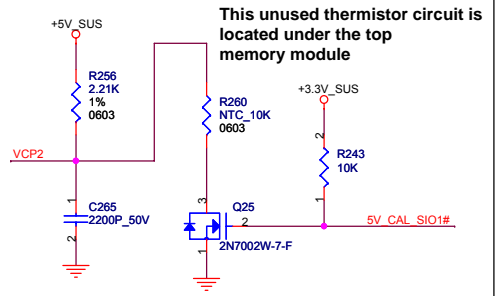 This unused thermistor circuit is
located under the top
memory module
+5V_SUS
R256
2.21K
1%
0603
R260
NTC_10K
0603
+3.3V_SUS
2
R243
10K
1
VCP2
1
C265
2200P_50V
2
3
Q25
2
1
2N7002W-7-F
5V_CAL_SIO1#